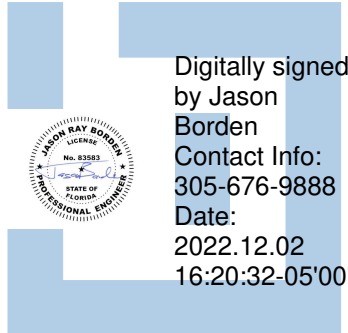 JASON RAY BORDEN
LICENSE
No. 83583
STATE OF
FLORIDA
PROFESSIONAL ENGINEER
Digitally signed
by Jason
Borden
Contact Info:
305-676-9888
Date:
2022.12.02
16:20:32-05'00